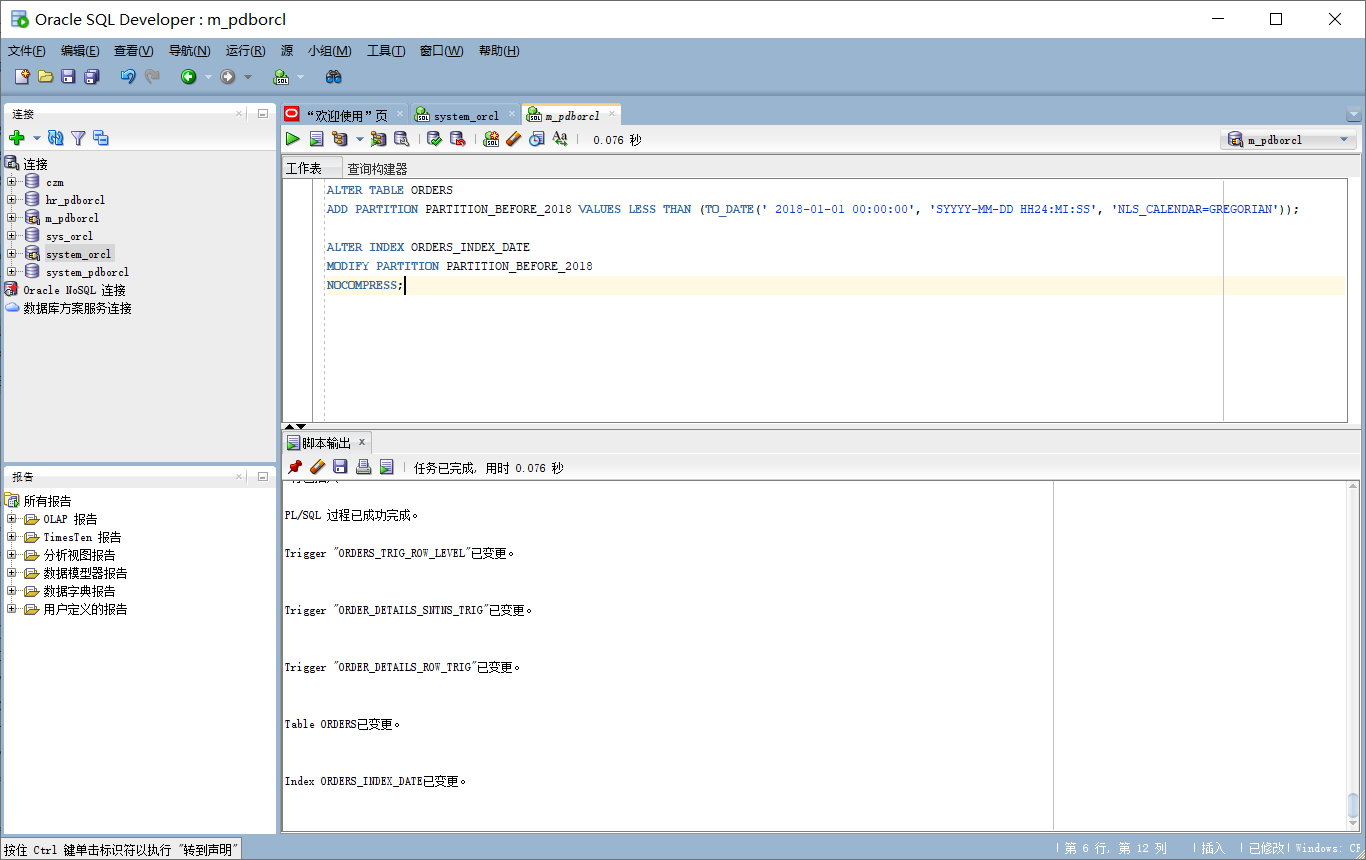 Oracle SQL Developer : m_pdborcl
文件(F) 编辑(E) 查看(V) 导航(N) 运行(R) 源 小组(M) 工具(T) 窗口(W) 帮助(H)
连接
连接
czm
hr_pdborcl
m_pdborcl
sys_orcl
system_orcl
system_pdborcl
Oracle NoSQL 连接
数据库方案服务连接
报告
所有报告
OLAP 报告
TimesTen 报告
分析视图报告
数据模型器报告
数据字典报告
用户定义的报告
“欢迎使用”页 system_orcl m_pdborcl
0.076 秒 m_pdborcl
工作表 查询构建器
ALTER TABLE ORDERS
ADD PARTITION PARTITION_BEFORE_2018 VALUES LESS THAN (TO_DATE(' 2018-01-01 00:00:00', 'SYYYY-MM-DD HH24:MI:SS', 'NLS_CALENDAR=GREGORIAN'));
ALTER INDEX ORDERS_INDEX_DATE
MODIFY PARTITION PARTITION_BEFORE_2018
NOCOMPRESS;
脚本输出
任务已完成, 用时 0.076 秒
PL/SQL 过程已成功完成。
Trigger "ORDERS_TRIG_ROW_LEVEL"已变更。
Trigger "ORDER_DETAILS_SNTNS_TRIG"已变更。
Trigger "ORDER_DETAILS_ROW_TRIG"已变更。
Table ORDERS已变更。
Index ORDERS_INDEX_DATE已变更。
按住 Ctrl 键单击标识符以执行 "转到声明"
第 6 行, 第 12 列 插入 已修改 Windows: CR